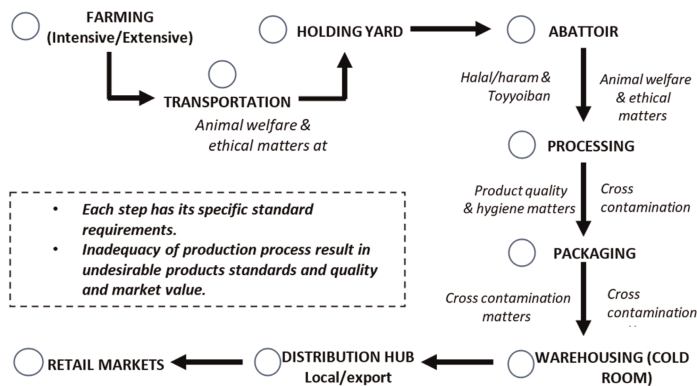 FARMING
(Intensive/Extensive)
HOLDING YARD
ABATTOIR
TRANSPORTATION
Animal welfare &
ethical matters at
Halal/haram &
Toyyoiban
Animal welfare
& ethical
matters
PROCESSING
Product quality
& hygiene matters
Cross
contamination
PACKAGING
• Each step has its specific standard
requirements.
• Inadequacy of production process result in
undesirable products standards and quality
and market value.
Cross contamination
matters
Cross
contamination
RETAIL MARKETS
DISTRIBUTION HUB
Local/export
WAREHOUSING (COLD
ROOM)